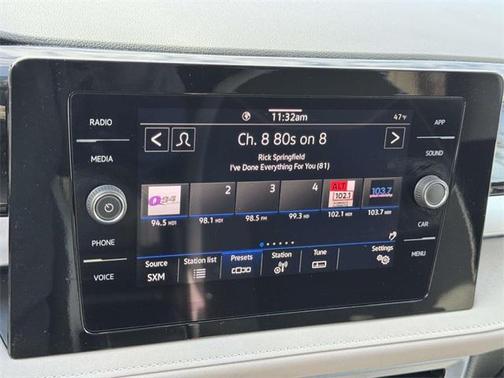 11:32am
47°F
RADIO
MEDIA
PHONE
VOICE
APP
SOUND
CAR
MENU
< >
Ch. 8 80s on 8
Rick Springfield
I've Done Everything For You (81)
2 3 4 ALT 102.1 103.7
94.5 HD1 98.1 HD1 98.5 FM 99.3 HD 102.1 HD1 103.7 HD1
Source Station list Presets Station Tune Settings
SXM